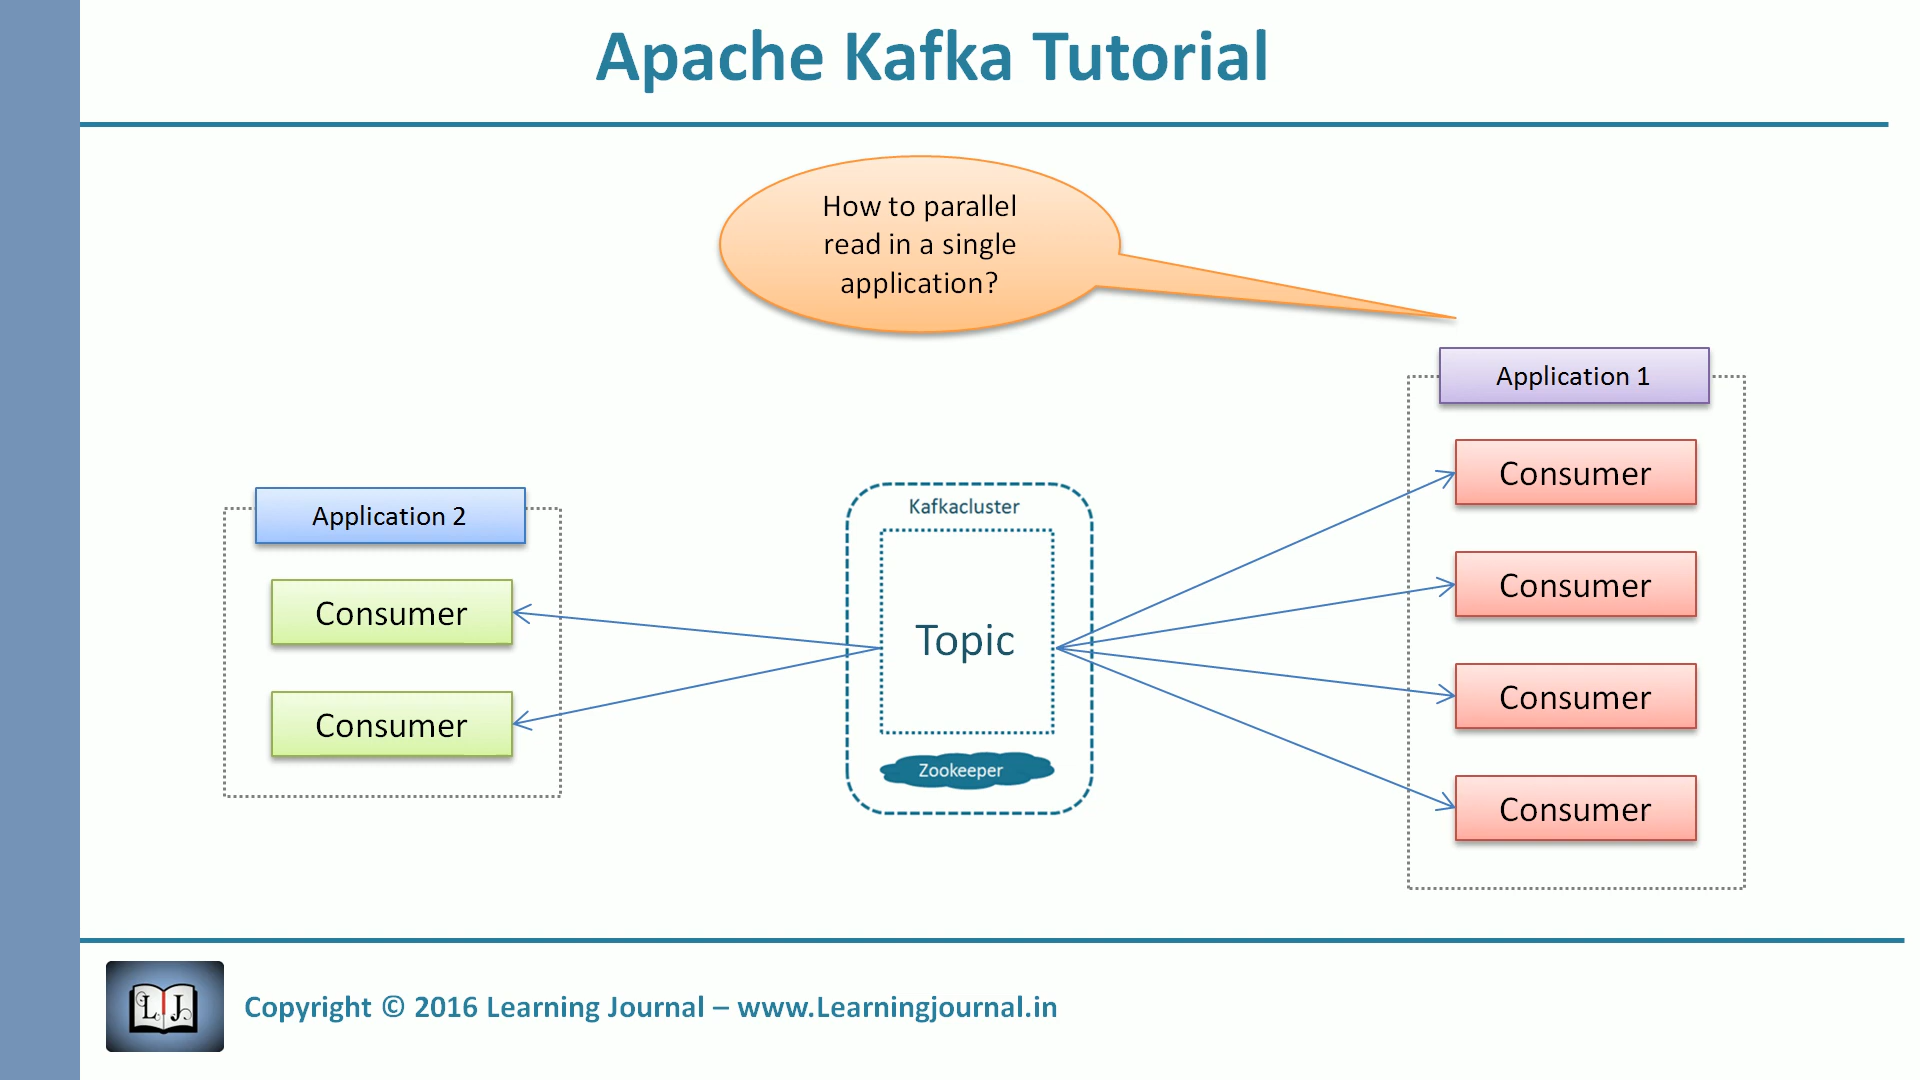 Apache Kafka Tutorial
How to parallel
read in a single
application?
Application 1
Consumer
Consumer
Consumer
Consumer
Application 2
Consumer
Consumer
Kafkacluster
Topic
Zookeeper
L J
Copyright © 2016 Learning Journal – www.Learningjournal.in